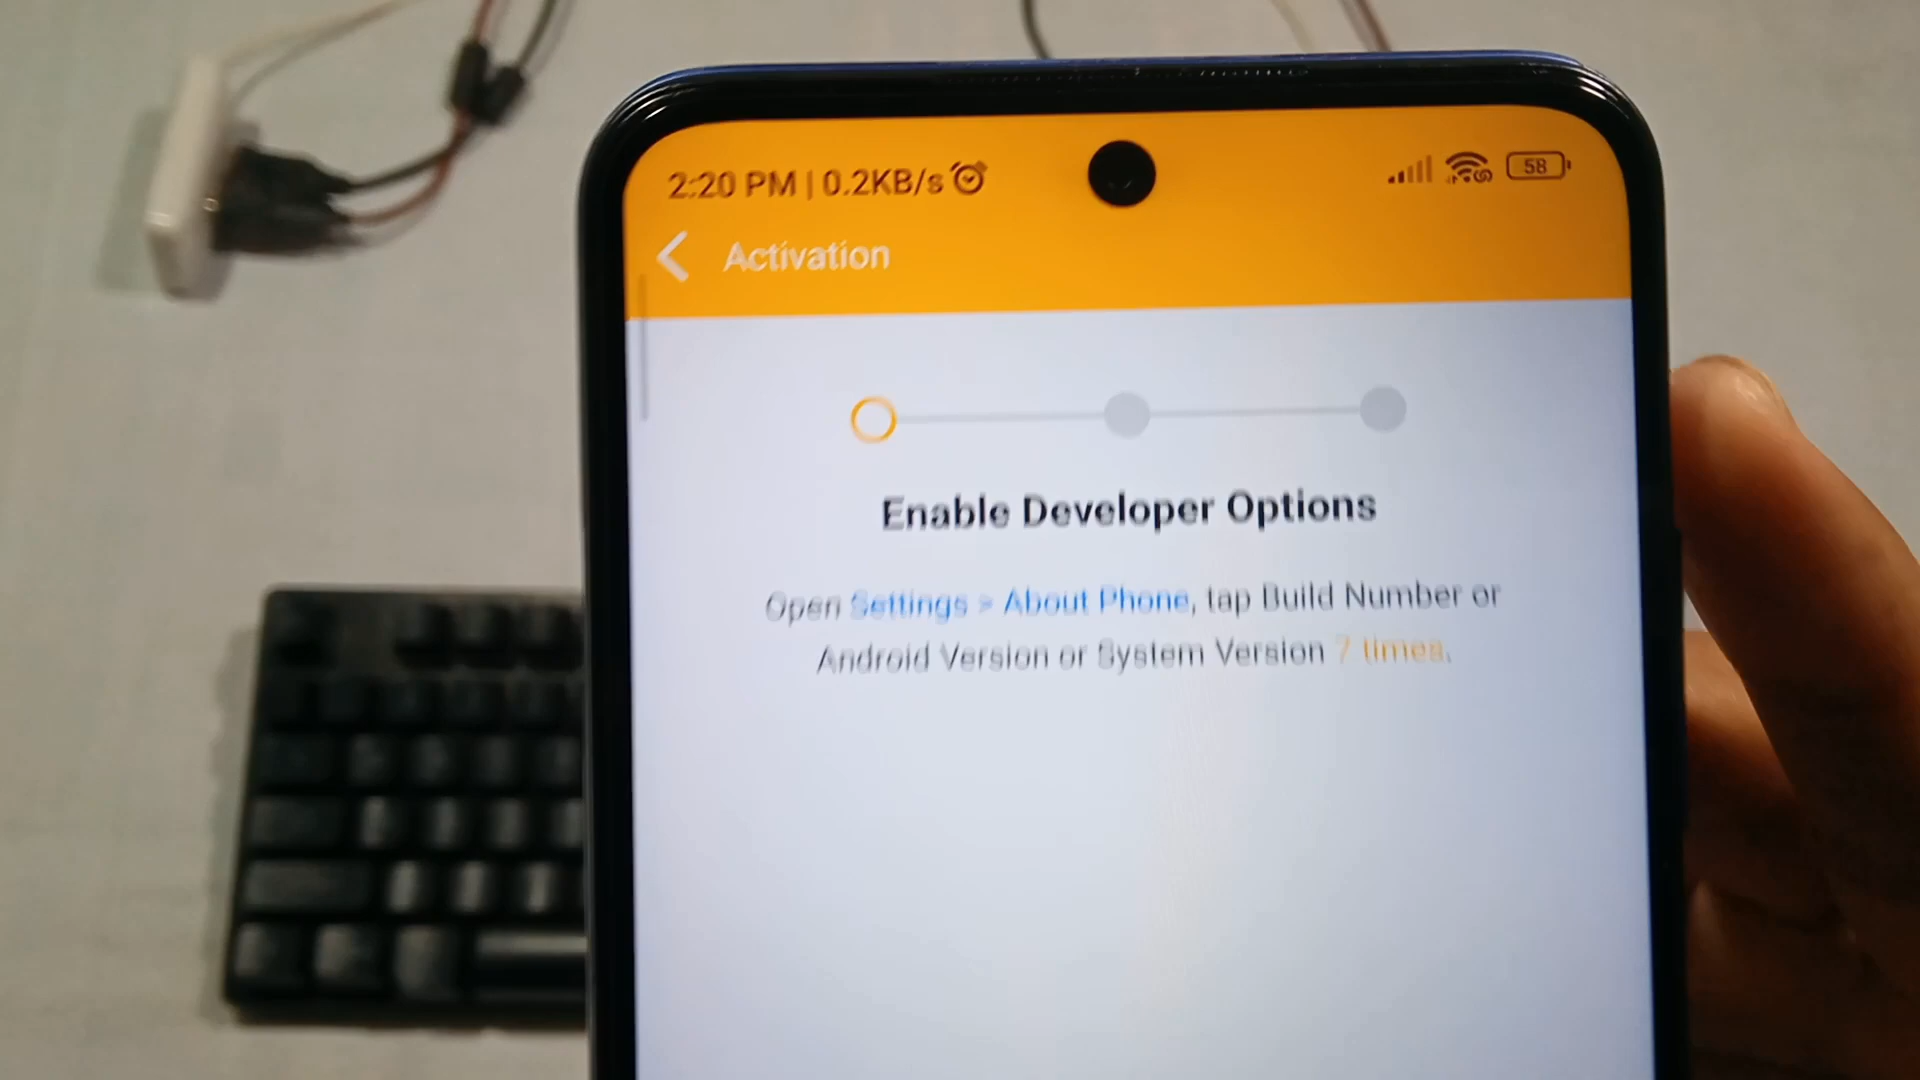 2:20 PM | 0.2KB/s
58
Activation
Enable Developer Options
Open Settings > About Phone, tap Build Number or
Android Version or System Version 7 times.